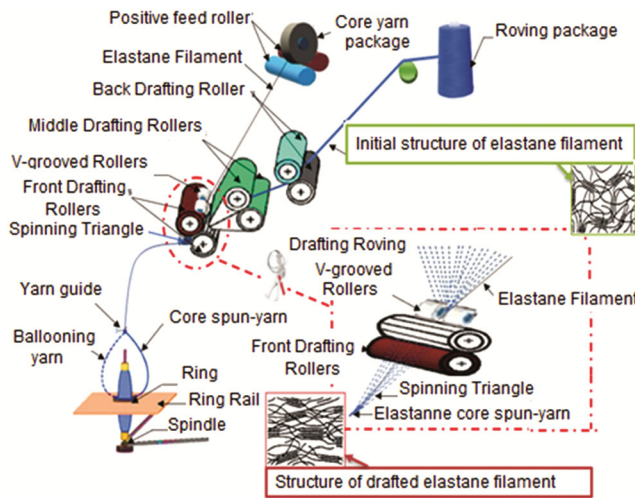 Positive feed roller
Core yarn
package
Roving package
Elastane Filament
Back Drafting Roller
Middle Drafting Rollers
Initial structure of elastane filament
V-grooved Rollers
Front Drafting
Rollers
Spinning Triangle
Drafting Roving
V-grooved
Rollers
Elastane Filament
Yarn guide
Ballooning
yarn
Core spun-yarn
Front Drafting
Rollers
Ring
Ring Rail
Spindle
Spinning Triangle
Elastanne core spun-yarn
Structure of drafted elastane filament